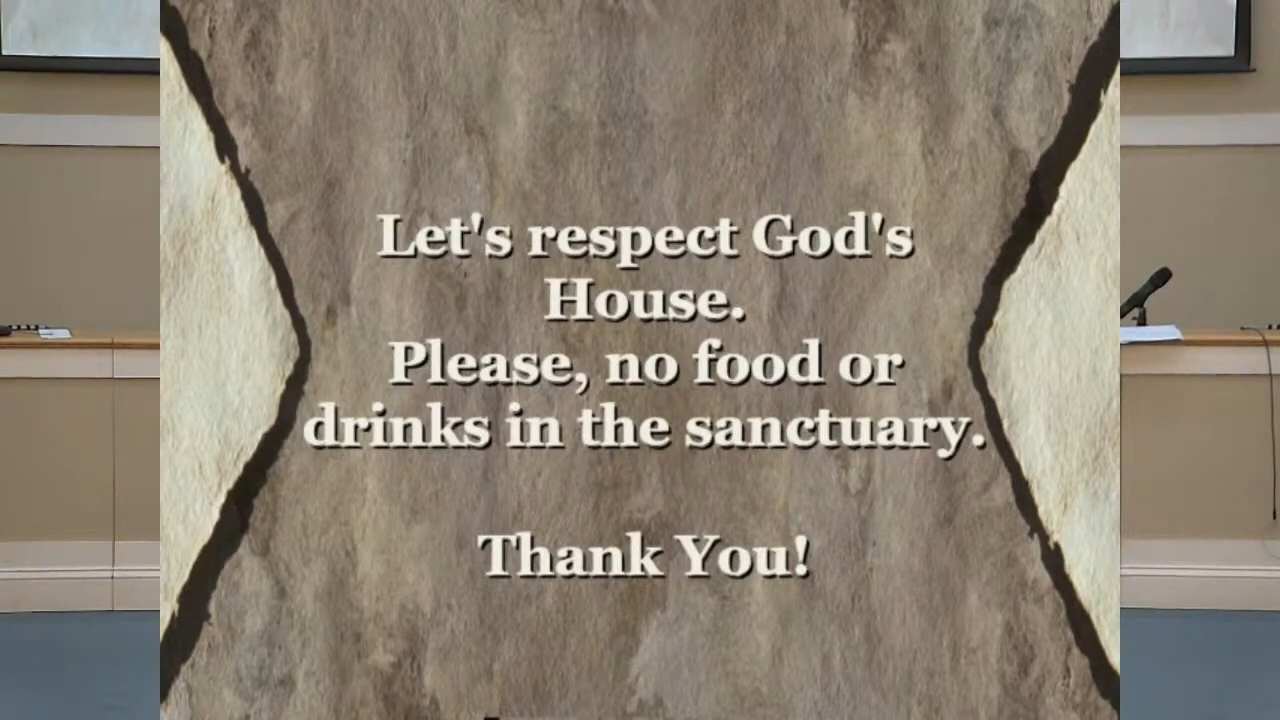 Let's respect God's
House.
Please, no food or
drinks in the sanctuary.
Thank You!